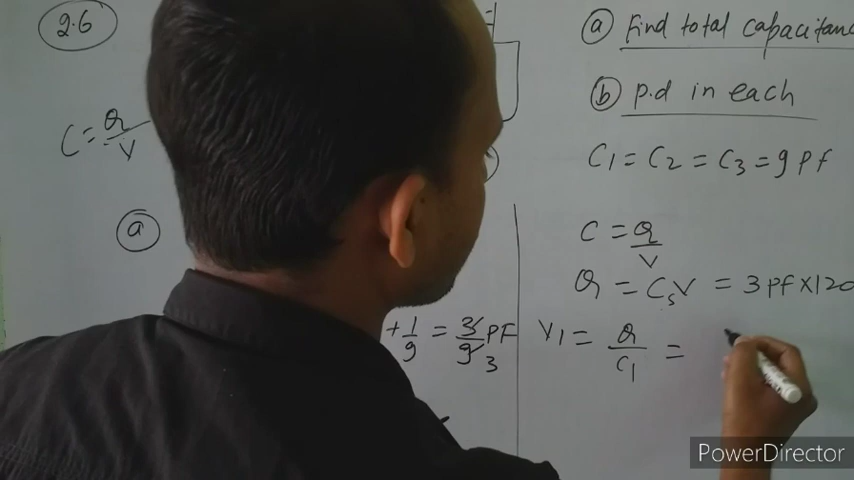 2.6
(a) Find total capacitanc
(b) P.d in each
C = Q/V
C1 = C2 = C3 = 9 pf
(a)
C = Q/V
Q = CsV = 3 pf x 120
+ 1/9 = 3/9 PF
3
V1 = Q/C1 =
PowerDirector